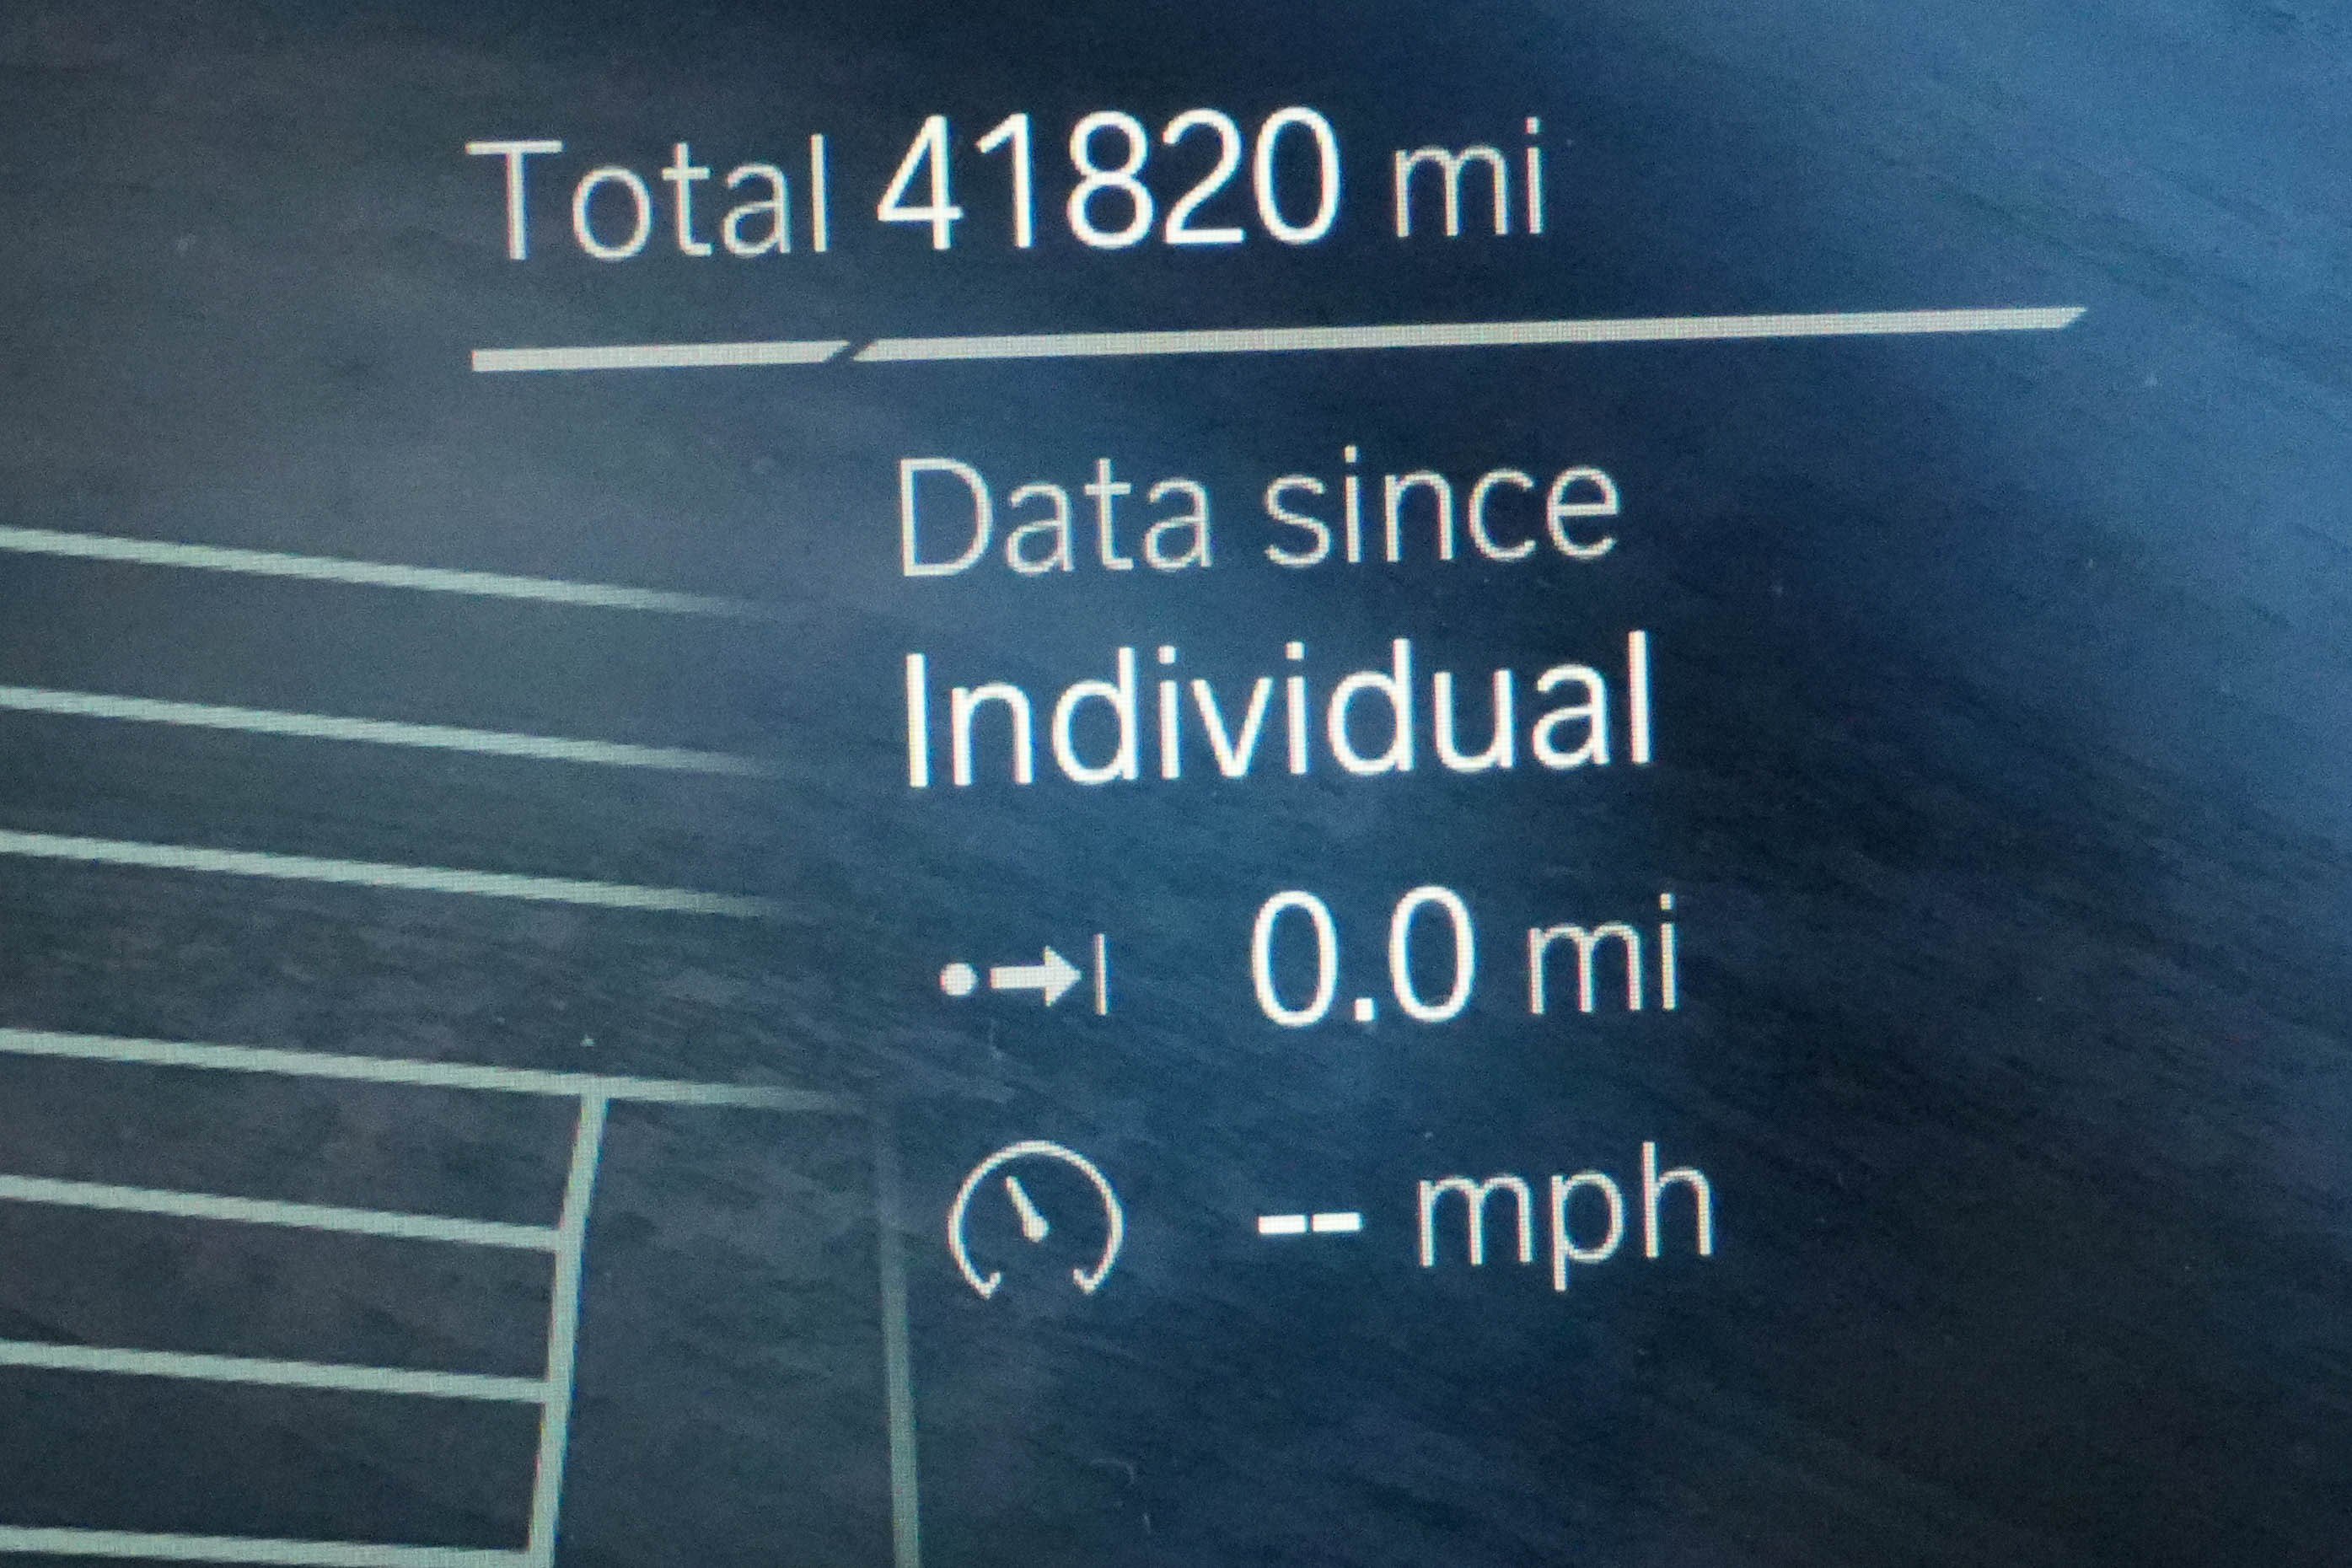 Total 41820 mi
Data since
Individual
0.0 mi
-- mph